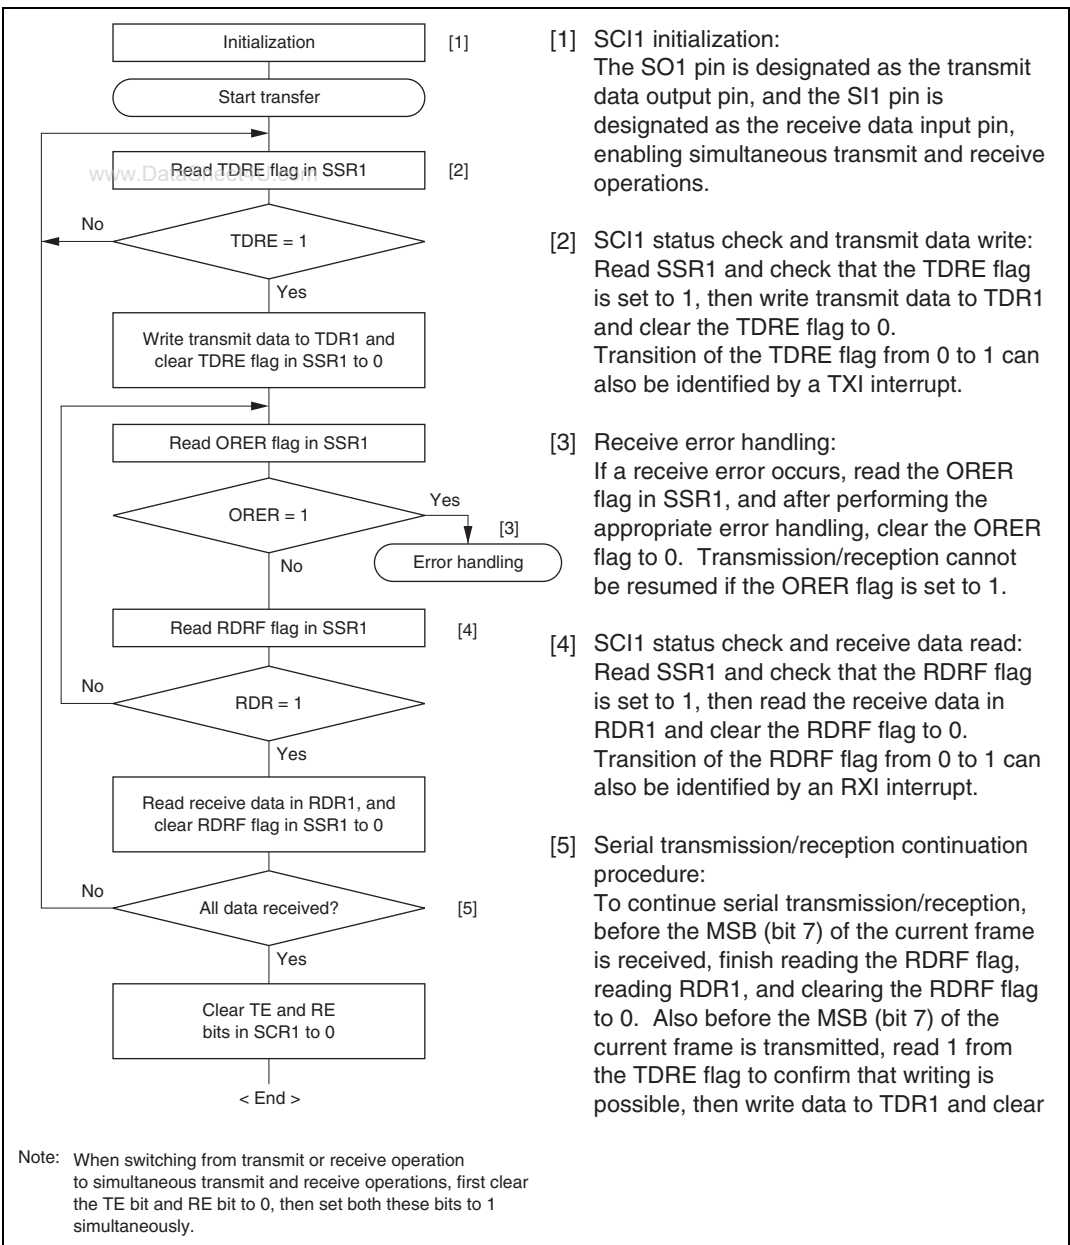 Initialization [1]
Start transfer
Read TDRE flag in SSR1 [2]
www.DataSheet4U.com
No
TDRE = 1
Yes
Write transmit data to TDR1 and
clear TDRE flag in SSR1 to 0
Read ORER flag in SSR1
Yes
ORER = 1
[3]
Error handling
No
Read RDRF flag in SSR1 [4]
No
RDR = 1
Yes
Read receive data in RDR1, and
clear RDRF flag in SSR1 to 0
No
All data received? [5]
Yes
Clear TE and RE
bits in SCR1 to 0
< End >
Note: When switching from transmit or receive operation
to simultaneous transmit and receive operations, first clear
the TE bit and RE bit to 0, then set both these bits to 1
simultaneously.
[1] SCI1 initialization:
The SO1 pin is designated as the transmit
data output pin, and the SI1 pin is
designated as the receive data input pin,
enabling simultaneous transmit and receive
operations.
[2] SCI1 status check and transmit data write:
Read SSR1 and check that the TDRE flag
is set to 1, then write transmit data to TDR1
and clear the TDRE flag to 0.
Transition of the TDRE flag from 0 to 1 can
also be identified by a TXI interrupt.
[3] Receive error handling:
If a receive error occurs, read the ORER
flag in SSR1, and after performing the
appropriate error handling, clear the ORER
flag to 0. Transmission/reception cannot
be resumed if the ORER flag is set to 1.
[4] SCI1 status check and receive data read:
Read SSR1 and check that the RDRF flag
is set to 1, then read the receive data in
RDR1 and clear the RDRF flag to 0.
Transition of the RDRF flag from 0 to 1 can
also be identified by an RXI interrupt.
[5] Serial transmission/reception continuation
procedure:
To continue serial transmission/reception,
before the MSB (bit 7) of the current frame
is received, finish reading the RDRF flag,
reading RDR1, and clearing the RDRF flag
to 0. Also before the MSB (bit 7) of the
current frame is transmitted, read 1 from
the TDRE flag to confirm that writing is
possible, then write data to TDR1 and clear